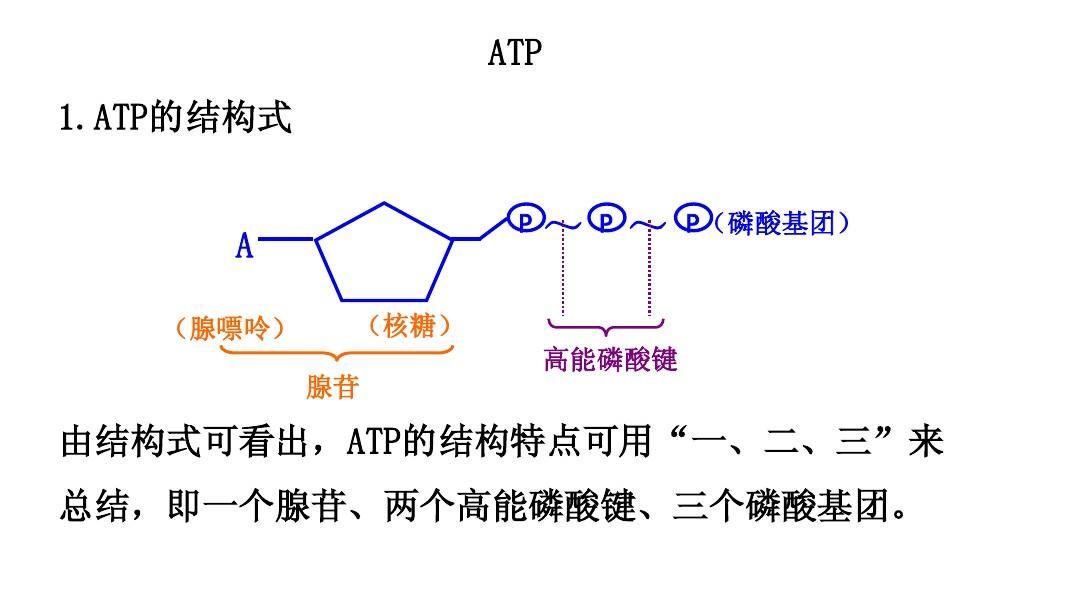 ATP
1.ATP的结构式
A
P ~ P ~ P(磷酸基团)
(腺嘌呤) (核糖)
高能磷酸键
腺苷
由结构式可看出，ATP的结构特点可用“一、二、三”来
总结，即一个腺苷、两个高能磷酸键、三个磷酸基团。